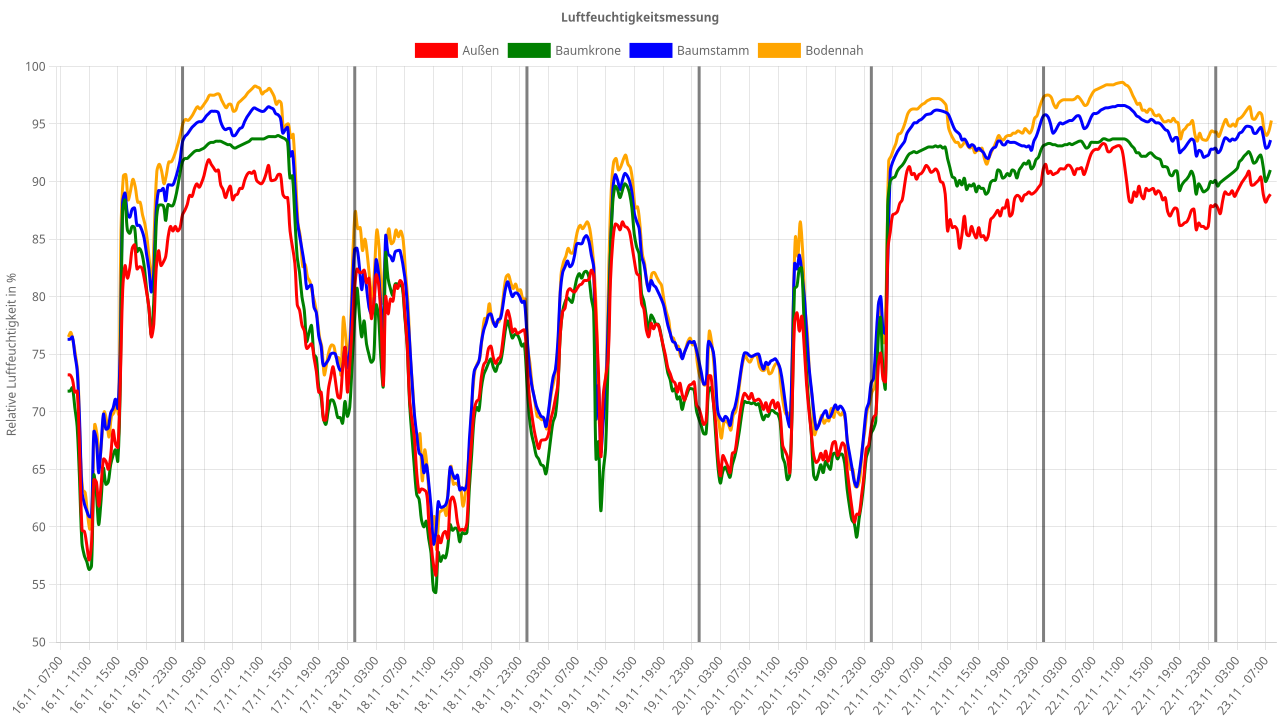 Luftfeuchtigkeitsmessung
Außen Baumkrone Baumstamm Bodennah
Relative Luftfeuchtigkeit in %
100
95
90
85
80
75
70
65
60
55
50
16.11 - 07:00
16.11 - 11:00
16.11 - 15:00
16.11 - 19:00
16.11 - 23:00
17.11 - 03:00
17.11 - 07:00
17.11 - 11:00
17.11 - 15:00
17.11 - 19:00
17.11 - 23:00
18.11 - 03:00
18.11 - 07:00
18.11 - 11:00
18.11 - 15:00
18.11 - 19:00
18.11 - 23:00
19.11 - 03:00
19.11 - 07:00
19.11 - 11:00
19.11 - 15:00
19.11 - 19:00
19.11 - 23:00
20.11 - 03:00
20.11 - 07:00
20.11 - 11:00
20.11 - 15:00
20.11 - 19:00
20.11 - 23:00
21.11 - 03:00
21.11 - 07:00
21.11 - 11:00
21.11 - 15:00
21.11 - 19:00
21.11 - 23:00
22.11 - 03:00
22.11 - 07:00
22.11 - 11:00
22.11 - 15:00
22.11 - 19:00
22.11 - 23:00
23.11 - 03:00
23.11 - 07:00